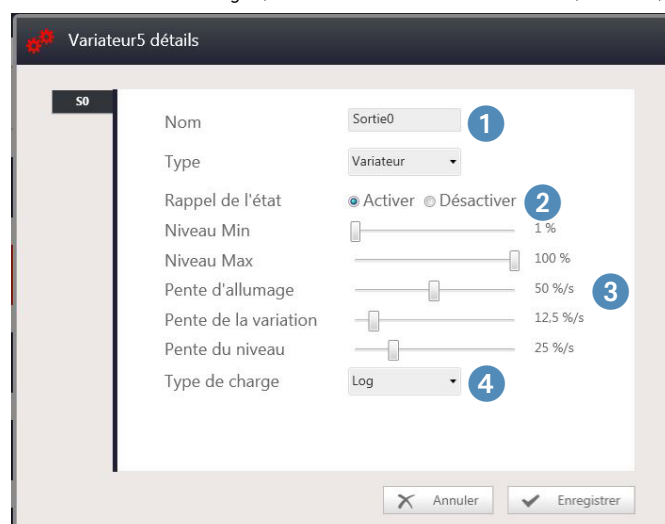 Variateur5 détails
S0
Nom Sortie0 1
Type Variateur
Rappel de l'état Activer Désactiver 2
Niveau Min 1 %
Niveau Max 100 %
Pente d'allumage 50 %/s 3
Pente de la variation 12,5 %/s
Pente du niveau 25 %/s
Type de charge Log 4
Annuler Enregistrer